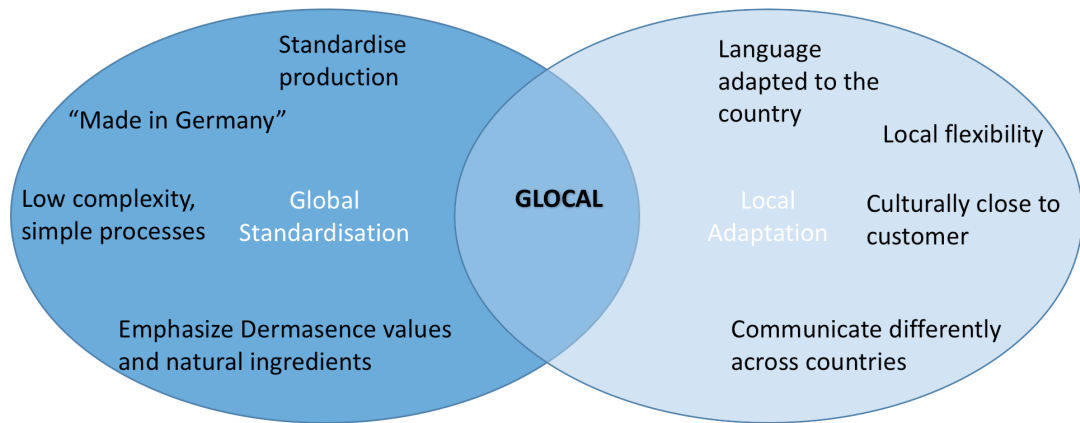 Standardise
production
“Made in Germany”
Low complexity,
simple processes
Global
Standardisation
Emphasize Dermasence values
and natural ingredients
GLOCAL
Language
adapted to the
country
Local flexibility
Local
Adaptation
Culturally close to
customer
Communicate differently
across countries